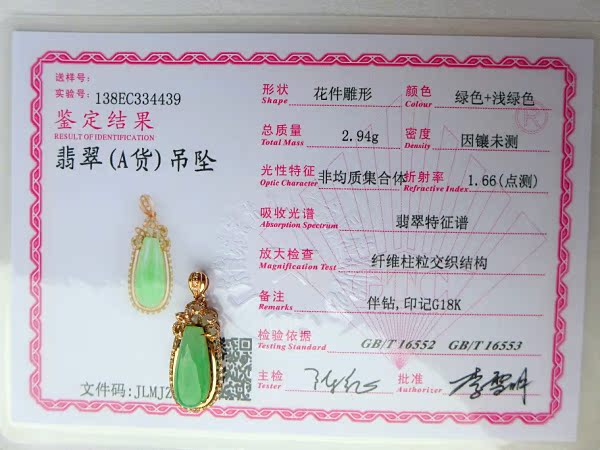 送样号:
实验号: 138EC334439
鉴定结果
RESULT OF IDENTIFICATION
翡翠(A货)吊坠
文件码: JLMJZ
形状 花件雕形 颜色 绿色+浅绿色
Shape Colour
总质量 2.94g 密度 因镶未测
Total Mass Density
光性特征 非均质集合体 折射率 1.66(点测)
Optic Character Refractive Index
吸收光谱 翡翠特征谱
Absorption Spectrum
放大检查 纤维柱粒交织结构
Magnification Test
备注 伴钻,印记G18K
Remarks
检验依据 GB/T 16552 GB/T 16553
Testing Standard
主检 批准
Tester Authorizer
®